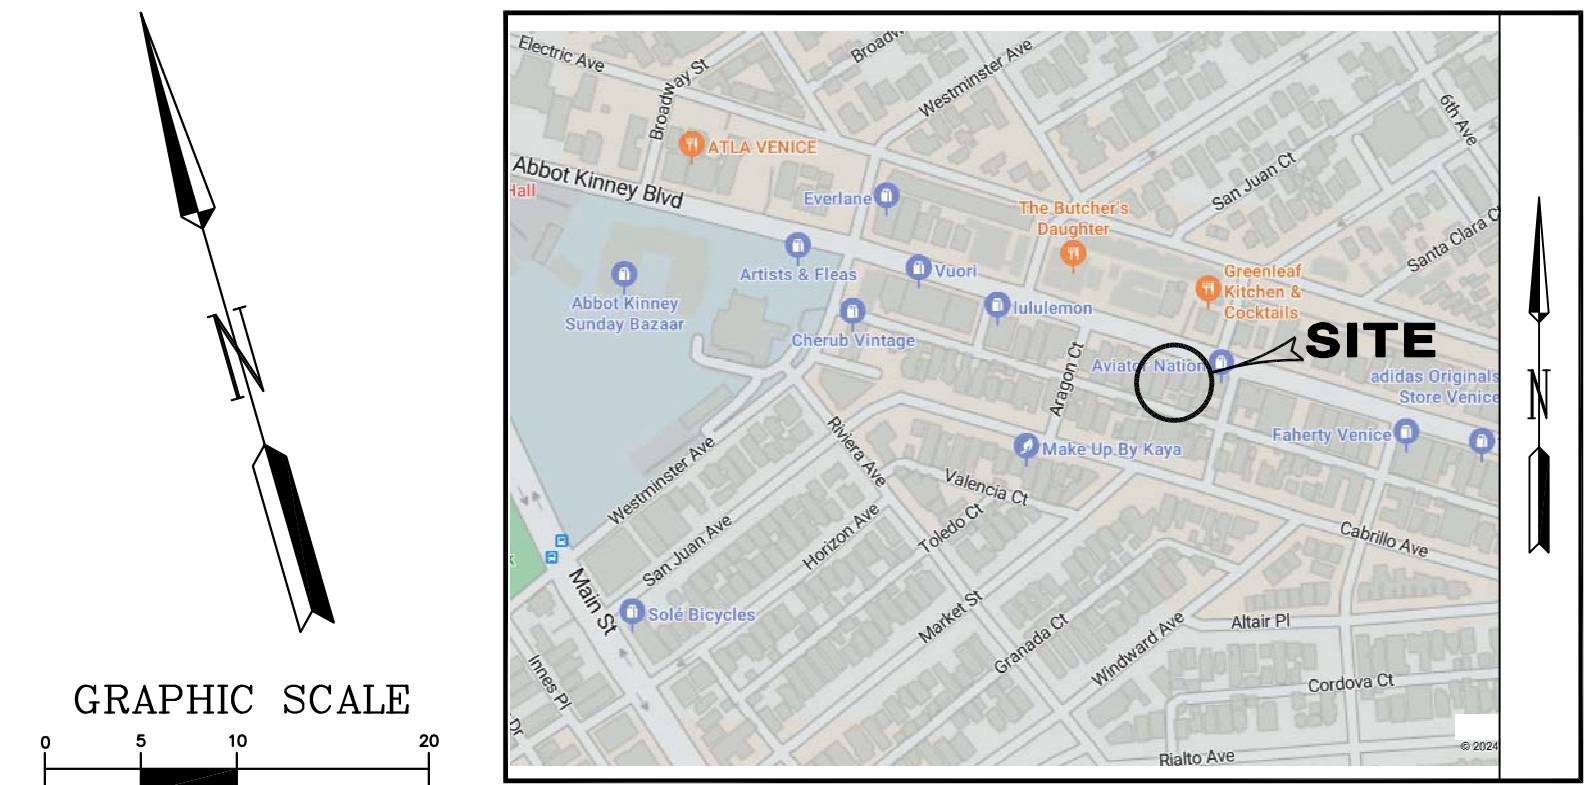 N
GRAPHIC SCALE
0 5 10 20
Electric Ave
Broadway St
Westminster Ave
6th Ave
ATLA VENICE
Abbot Kinney Blvd
Hall
Everlane
The Butcher's
Daughter
San Juan Ct
Santa Clara Ct
Artists & Fleas
Vuori
Abbot Kinney
Sunday Bazaar
lululemon
Greenleaf
Kitchen &
Cocktails
Cherub Vintage
SITE
Aragon Ct
Aviator Nation
adidas Originals
Store Venice
N
Faherty Venice
Make Up By Kaya
Westminster Ave
Riviera Ave
Valencia Ct
San Juan Ave
Horizon Ave
Toledo Ct
Cabrillo Ave
Main St
Solé Bicycles
Market St
Granada Ct
Windward Ave
Altair Pl
Innes Pl
Cordova Ct
Dr
Rialto Ave
© 2024